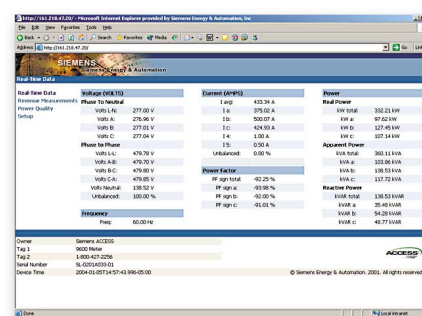 http://161.218.47.20/ - Microsoft Internet Explorer provided by Siemens Energy & Automation, Inc
File Edit View Favorites Tools Help
Back Search Favorites Media
Address http://161.218.47.20/ Go
SIEMENS
Siemens Energy & Automation
Real-Time Data
Real-Time Data
Revenue Measurements
Power Quality
Setup
Voltage (VOLTS)
Phase To Neutral
Volts L-N: 277.00 V
Volts A: 276.96 V
Volts B: 277.01 V
Volts C: 277.04 V
Phase to Phase
Volts L-L: 479.78 V
Volts A-B: 479.70 V
Volts B-C: 479.80 V
Volts C-A: 479.85 V
Volts Neutral: 138.52 V
Unbalanced: 100.00 %
Frequency
Freq: 60.00 Hz
Current (AMPS)
I avg: 433.34 A
I a: 375.02 A
I b: 500.07 A
I c: 424.93 A
I 4: 1.00 A
I 5: 0.50 A
Unbalanced: 0.00 %
Power Factor
PF sign total: -92.25 %
PF sign a: -93.98 %
PF sign b: -92.00 %
PF sign c: -91.01 %
Power
Real Power
kW total: 332.21 kW
kW a: 97.62 kW
kW b: 127.45 kW
kW c: 107.14 kW
Apparent Power
kVA total: 360.11 kVA
kVA a: 103.86 kVA
kVA b: 138.53 kVA
kVA c: 117.72 kVA
Reactive Power
kVAR total: 138.53 kVAR
kVAR a: 35.48 kVAR
kVAR b: 54.28 kVAR
kVAR c: 48.77 kVAR
Owner Siemens ACCESS
Tag 1 9600 Meter
Tag 2 1-800-427-2256
Serial Number SL-0201A033-01
Device Time 2004-01-05T14:57:43.996-05:00
ACCESS
© Siemens Energy & Automation. 2001. All rights reserved
Done Local intranet